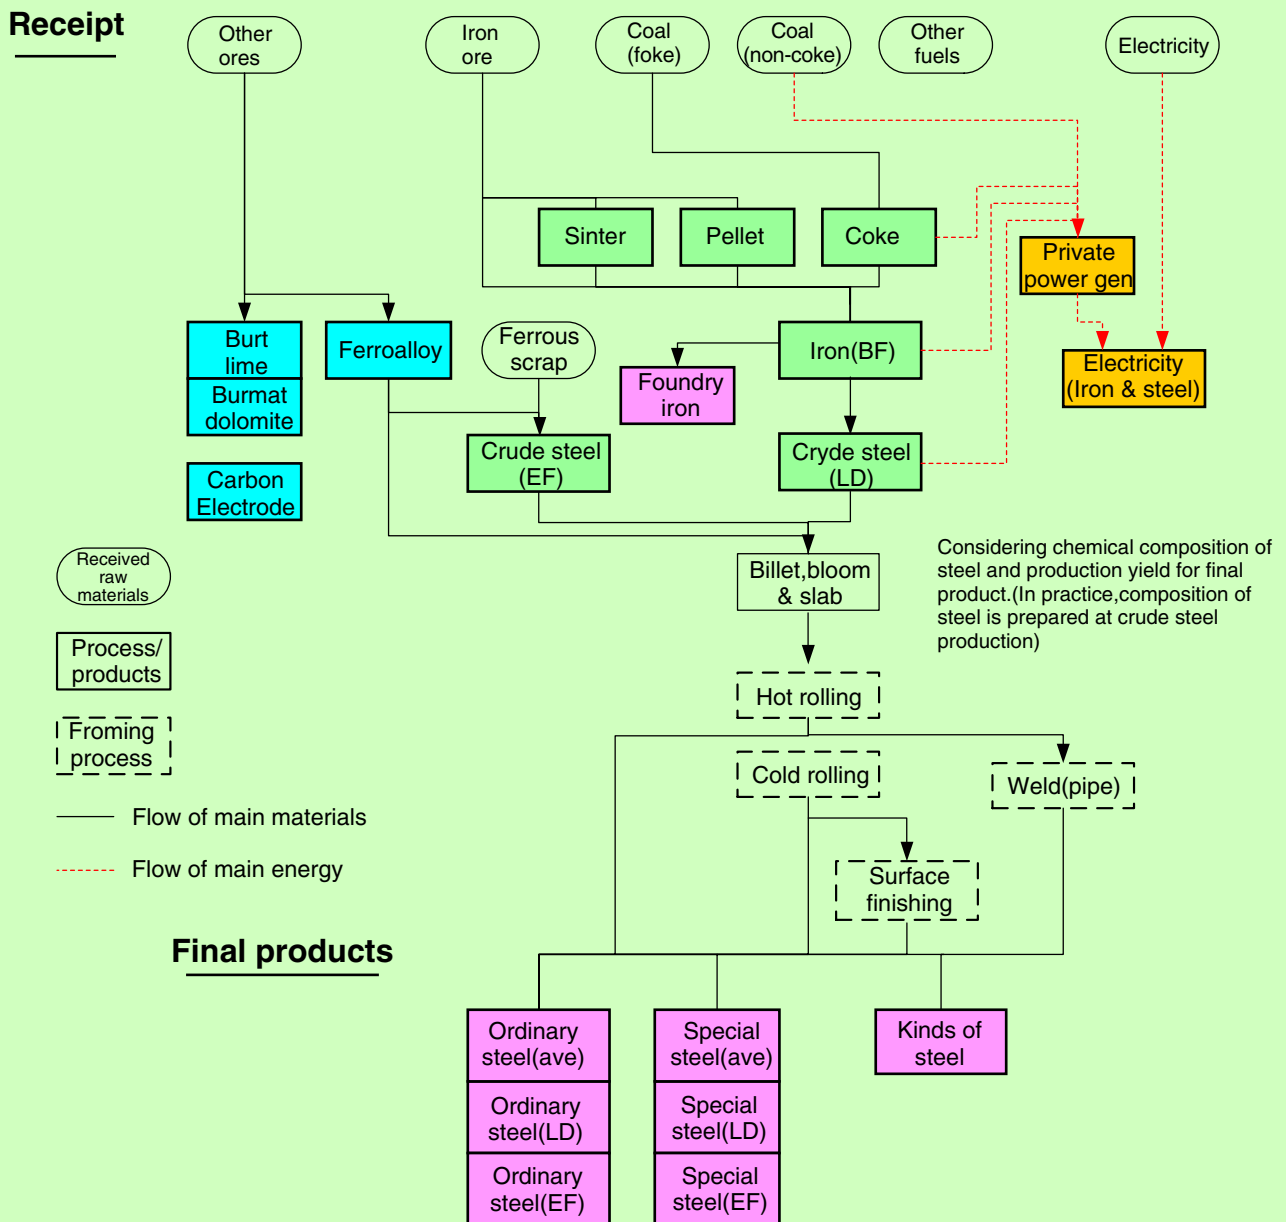 Receipt
Other
ores
Iron
ore
Coal
(foke)
Coal
(non-coke)
Other
fuels
Electricity
Sinter
Pellet
Coke
Private
power gen
Burt
lime
Ferroalloy
Ferrous
scrap
Iron(BF)
Electricity
(Iron & steel)
Foundry
iron
Burmat
dolomite
Crude steel
(EF)
Cryde steel
(LD)
Carbon
Electrode
Received
raw
materials
Billet,bloom
& slab
Considering chemical composition of
steel and production yield for final
product.(In practice,composition of
steel is prepared at crude steel
production)
Process/
products
Hot rolling
Froming
process
Cold rolling
Weld(pipe)
Flow of main materials
Flow of main energy
Surface
finishing
Final products
Ordinary
steel(ave)
Special
steel(ave)
Kinds of
steel
Ordinary
steel(LD)
Special
steel(LD)
Ordinary
steel(EF)
Special
steel(EF)